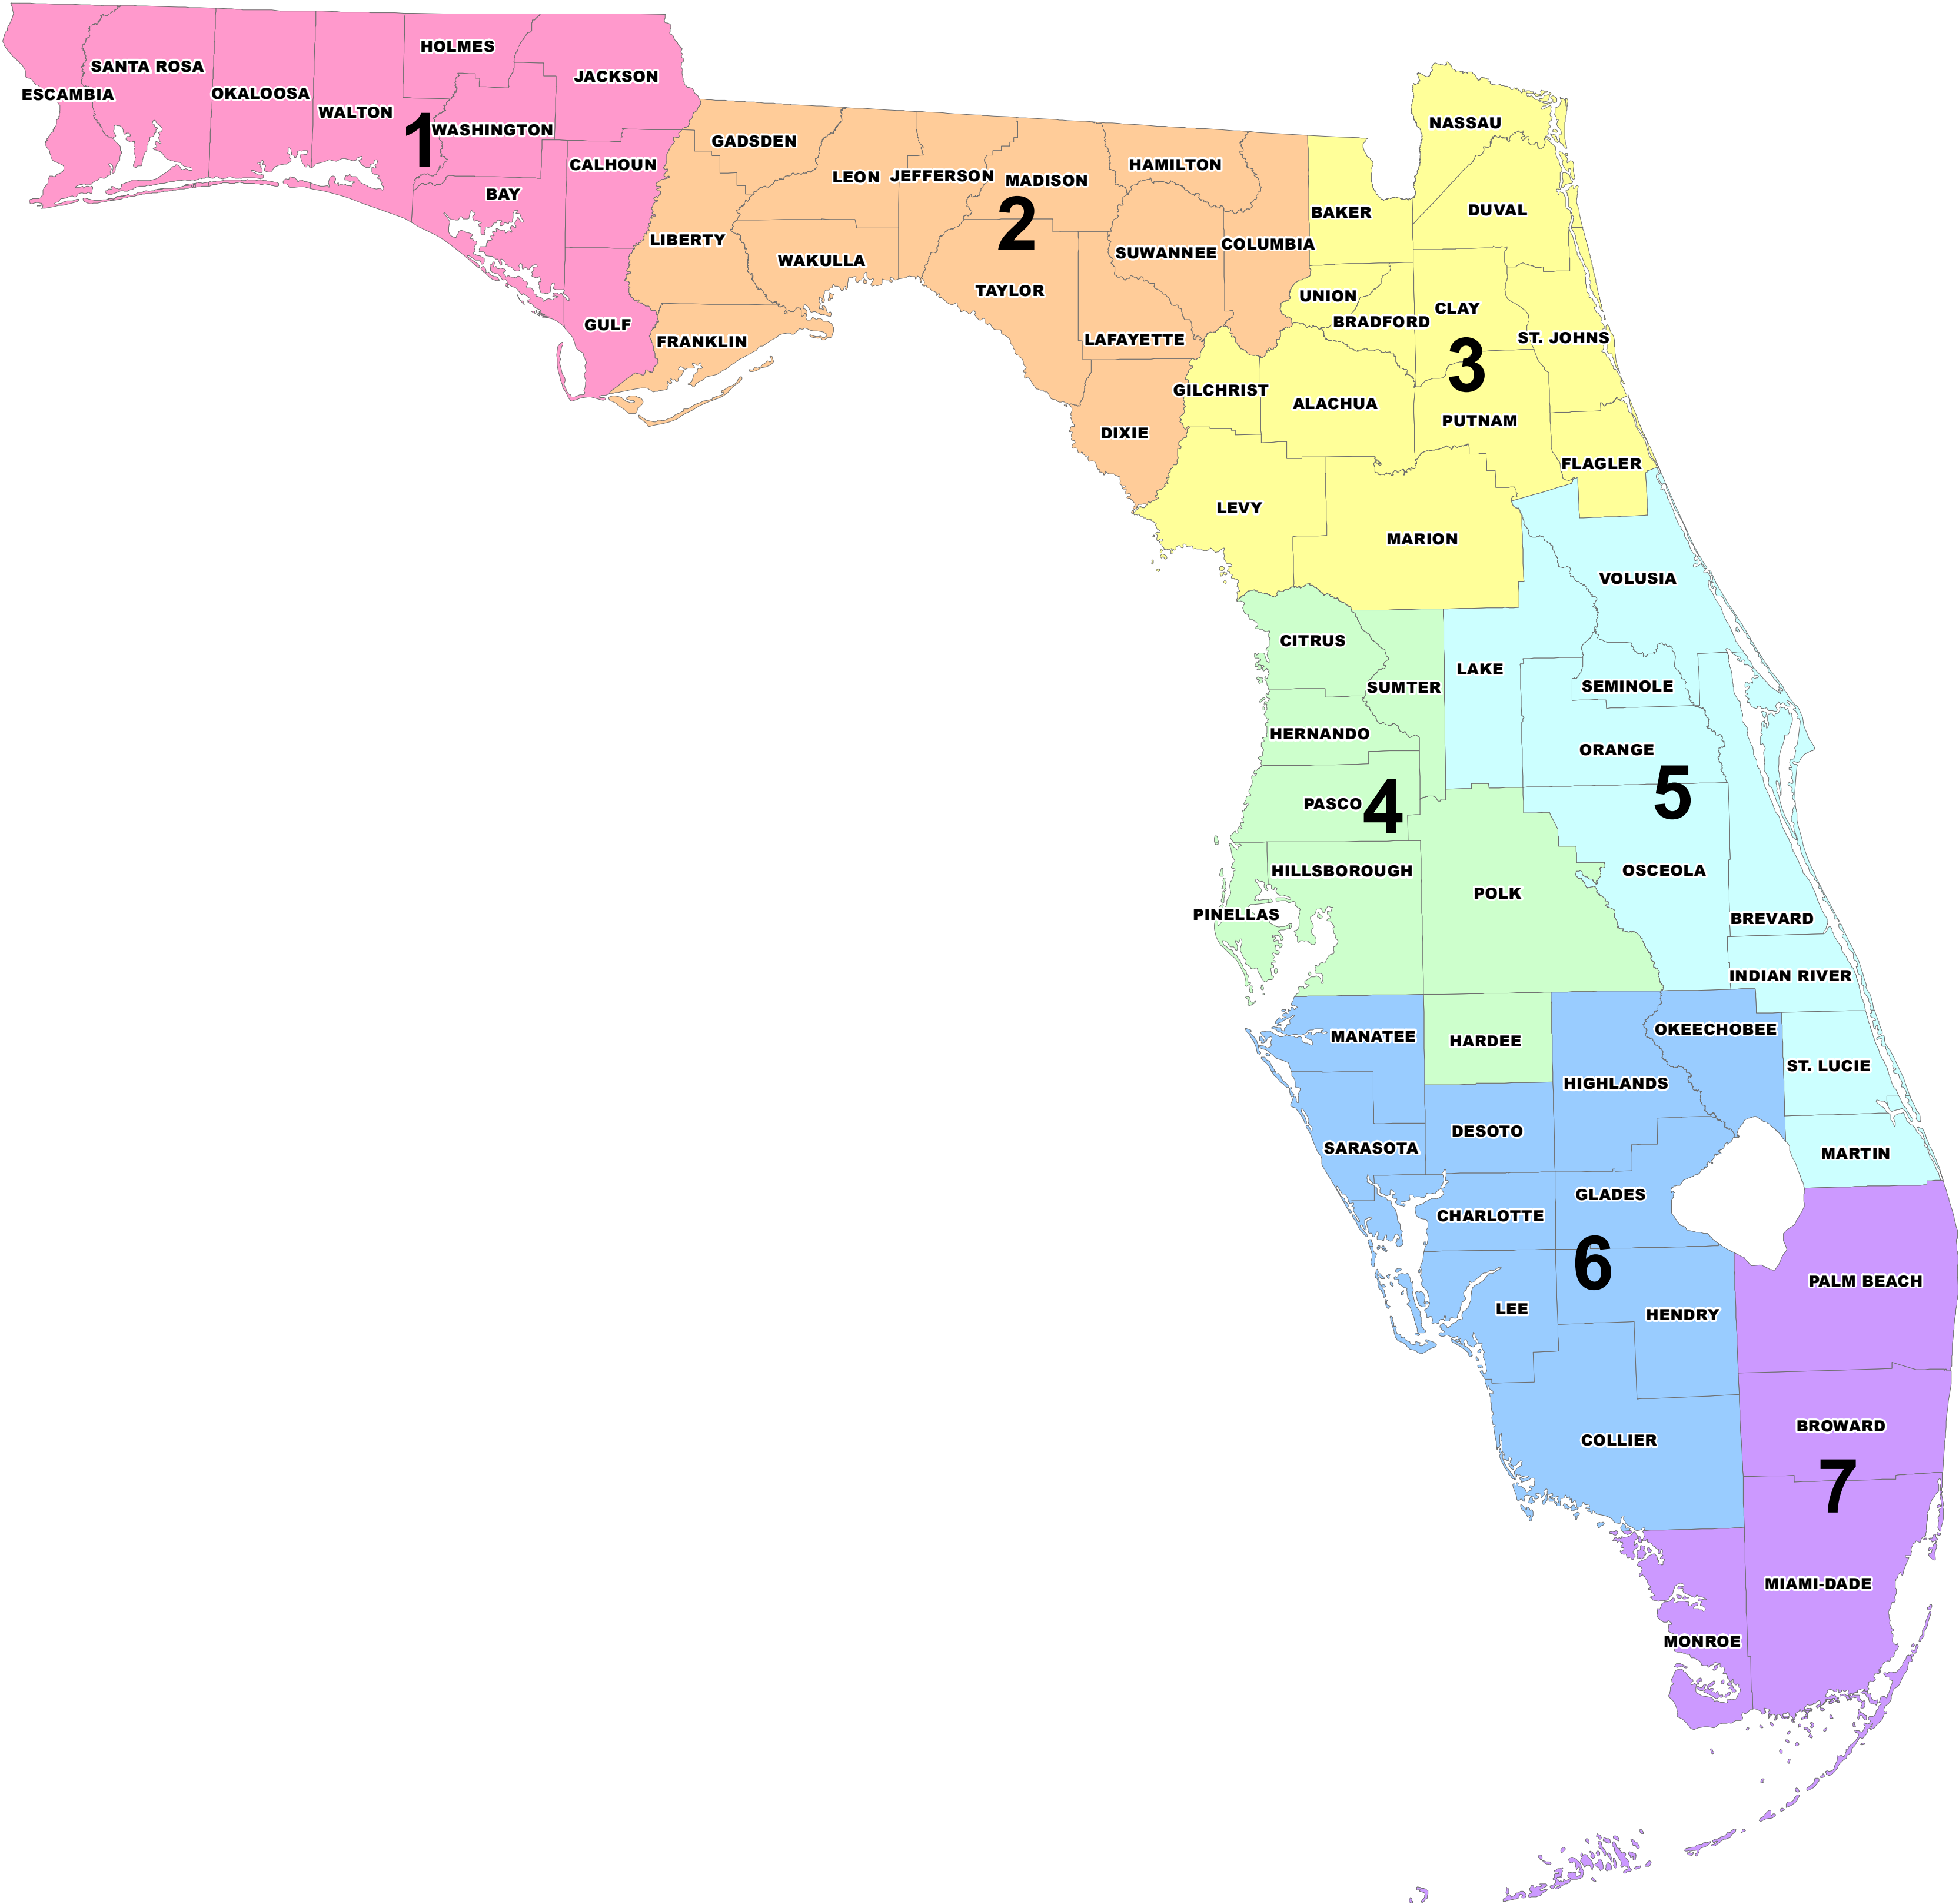 HOLMES
SANTA ROSA
JACKSON
ESCAMBIA
OKALOOSA
WALTON
1
WASHINGTON
CALHOUN
BAY
GULF
GADSDEN
LEON
JEFFERSON
MADISON
HAMILTON
2
LIBERTY
WAKULLA
SUWANNEE
COLUMBIA
TAYLOR
FRANKLIN
LAFAYETTE
DIXIE
NASSAU
DUVAL
BAKER
UNION
CLAY
BRADFORD
ST. JOHNS
3
GILCHRIST
ALACHUA
PUTNAM
FLAGLER
LEVY
MARION
CITRUS
SUMTER
HERNANDO
PASCO
4
HILLSBOROUGH
POLK
PINELLAS
HARDEE
VOLUSIA
LAKE
SEMINOLE
ORANGE
5
OSCEOLA
BREVARD
INDIAN RIVER
ST. LUCIE
MARTIN
MANATEE
OKEECHOBEE
HIGHLANDS
DESOTO
SARASOTA
GLADES
CHARLOTTE
6
LEE
HENDRY
COLLIER
PALM BEACH
BROWARD
7
MIAMI-DADE
MONROE